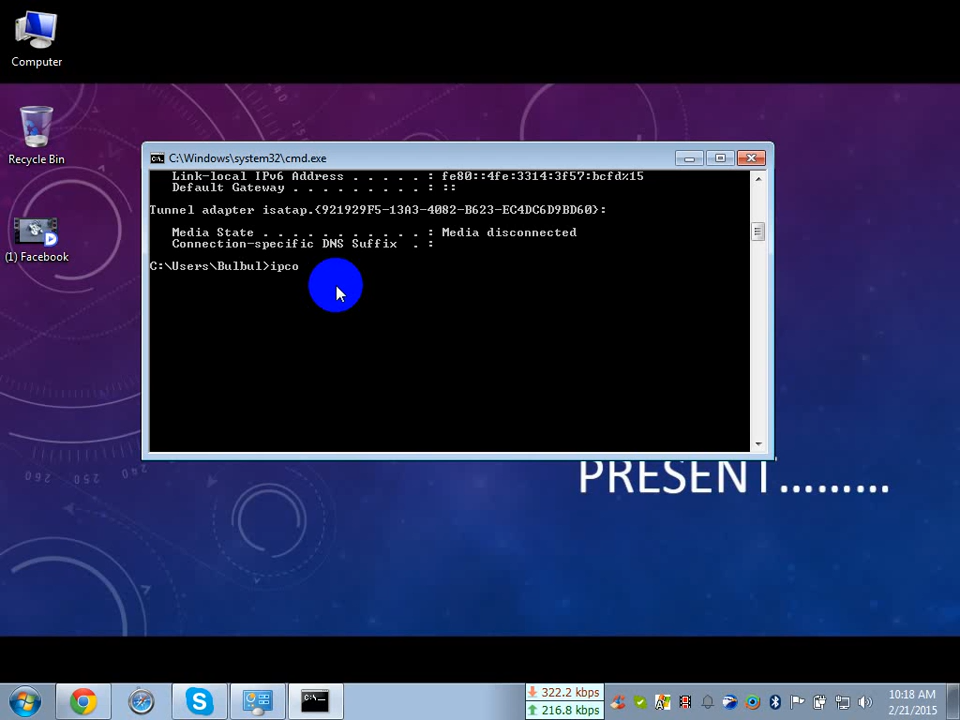 Computer
Recycle Bin
(1) Facebook
C:\Windows\system32\cmd.exe
Link-local IPv6 Address . . . . . : fe80::4fe:3314:3f57:bcfd%15
Default Gateway . . . . . . . . . : ::
Tunnel adapter isatap.{921929F5-13A3-4082-B623-EC4DC6D9BD60}:
Media State . . . . . . . . . . . : Media disconnected
Connection-specific DNS Suffix  . :
C:\Users\Bulbul>ipco
PRESENT.........
C:\_
322.2 kbps
216.8 kbps
10:18 AM
2/21/2015